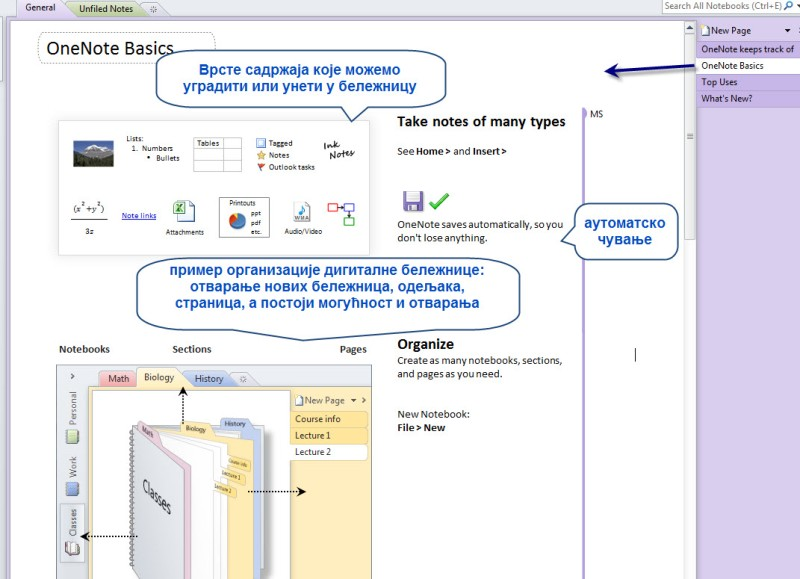 General
Unfiled Notes
Search All Notebooks (Ctrl+E)
New Page
OneNote keeps track of
OneNote Basics
Top Uses
What's New?
OneNote Basics
Врсте садржаја које можемо
уградити или унети у бележницу
Take notes of many types
MS
See Home > and Insert >
Lists:
1. Numbers
• Bullets
Tables
Tagged
Notes
Outlook tasks
Ink
Notes
(x²+y²)
3z
Note links
Attachments
Printouts
ppt
pdf
etc.
WMA
Audio/Video
OneNote saves automatically, so you
don't lose anything.
аутоматско
чување
пример организације дигиталне бележнице:
отварање нових бележница, одељака,
страница, а постоји могућност и отварања
Notebooks
Sections
Pages
Organize
Create as many notebooks, sections,
and pages as you need.
New Notebook:
File > New
Math
Biology
History
New Page
Course info
Lecture 1
Lecture 2
Personal
Work
Classes
Math
Biology
History
Course info
Lecture 1
Lecture 2
Classes